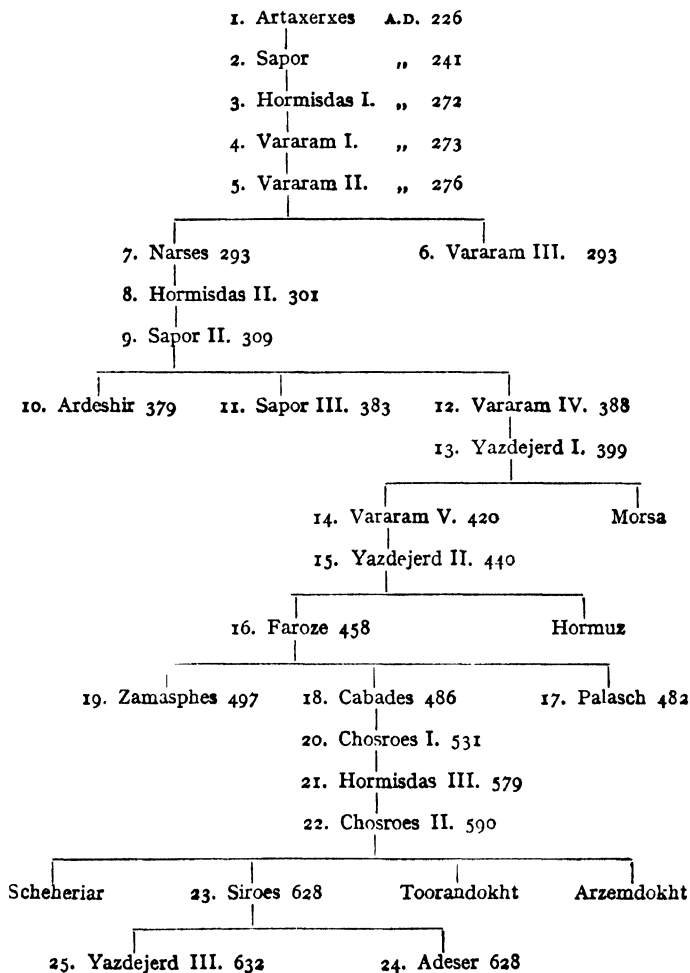 1. Artaxerxes A.D. 226
2. Sapor ,, 241
3. Hormisdas I. ,, 272
4. Vararam I. ,, 273
5. Vararam II. ,, 276
7. Narses 293 6. Vararam III. 293
8. Hormisdas II. 301
9. Sapor II. 309
10. Ardeshir 379 11. Sapor III. 383 12. Vararam IV. 388
13. Yazdejerd I. 399
14. Vararam V. 420 Morsa
15. Yazdejerd II. 440
16. Faroze 458 Hormuz
19. Zamasphes 497 18. Cabades 486 17. Palasch 482
20. Chosroes I. 531
21. Hormisdas III. 579
22. Chosroes II. 590
Scheheriar 23. Siroes 628 Toorandokht Arzemdokht
25. Yazdejerd III. 632 24. Adeser 628